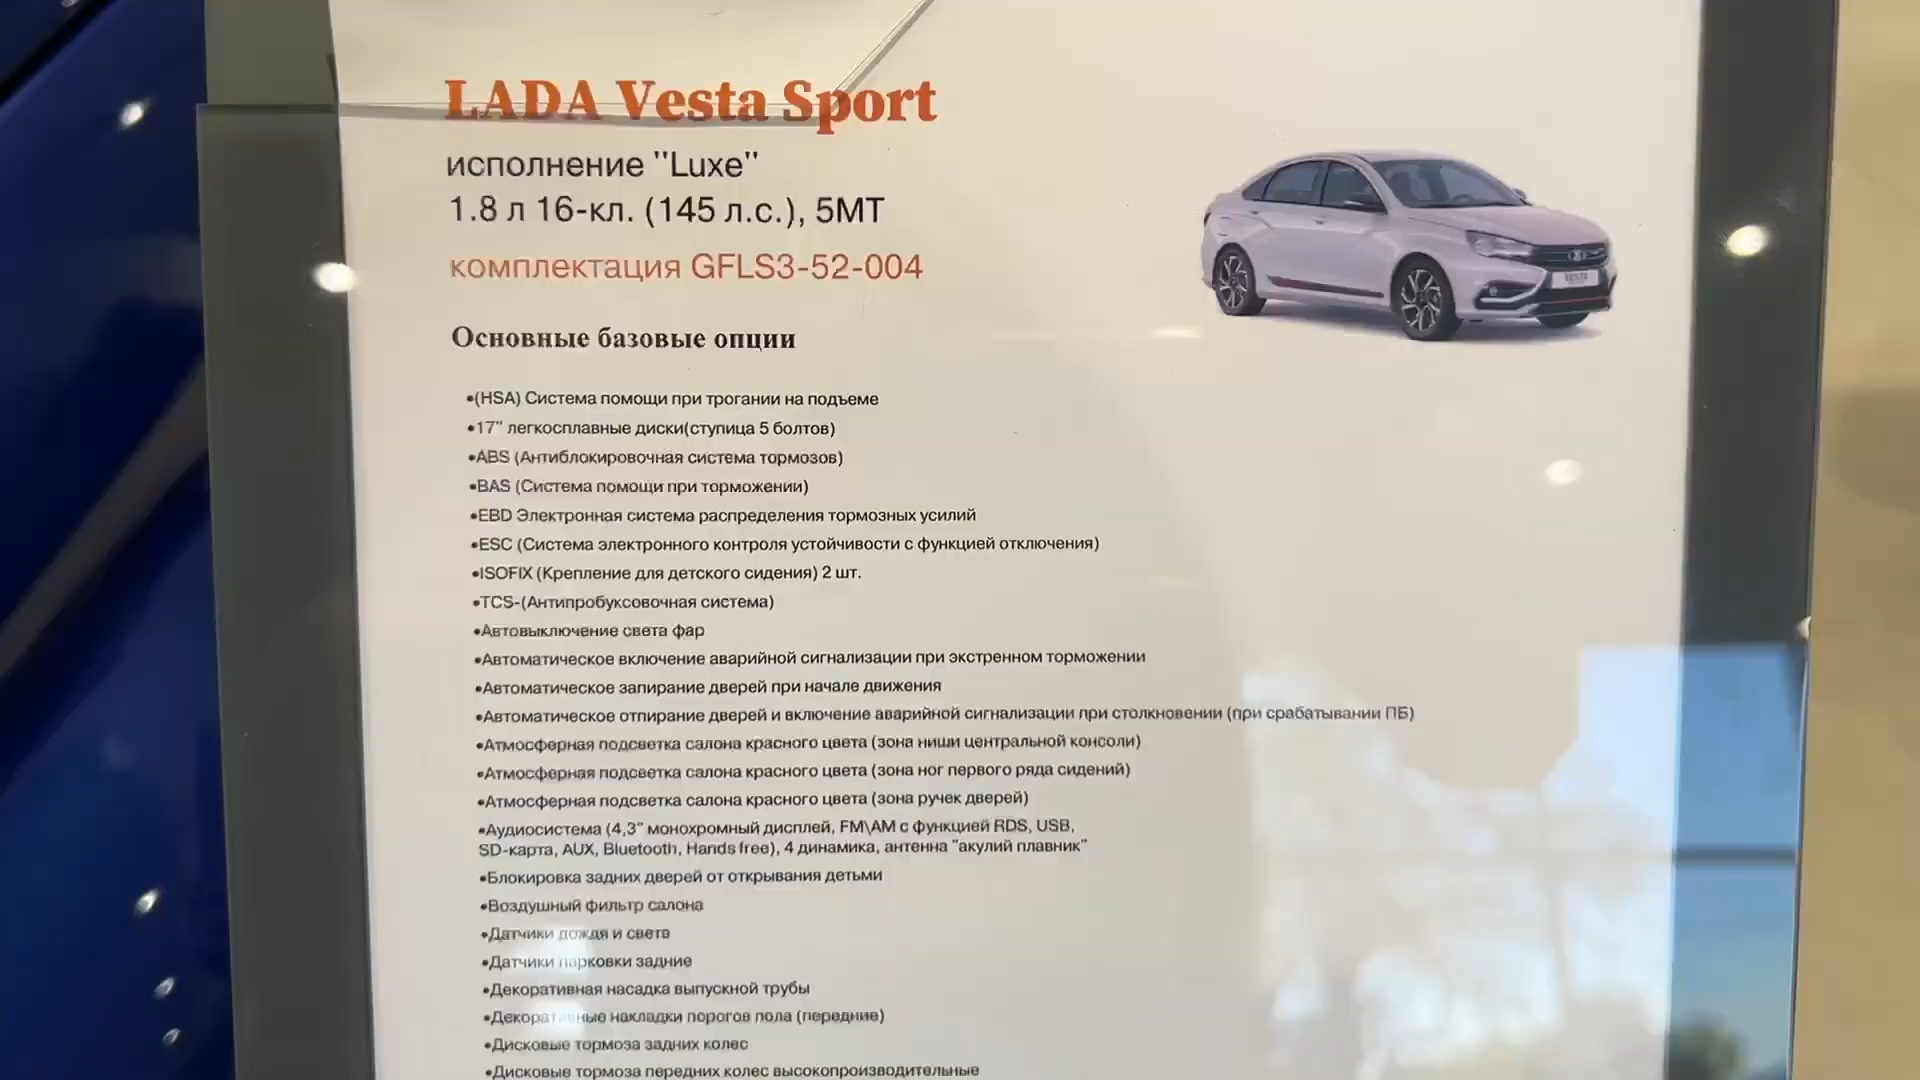 LADA Vesta Sport
исполнение "Luxe"
1.8 л 16-кл. (145 л.с.), 5МТ
комплектация GFLS3-52-004
Основные базовые опции
•(HSA) Система помощи при трогании на подъеме
•17" легкосплавные диски(ступица 5 болтов)
•ABS (Антиблокировочная система тормозов)
•BAS (Система помощи при торможении)
•EBD Электронная система распределения тормозных усилий
•ESC (Система электронного контроля устойчивости с функцией отключения)
•ISOFIX (Крепление для детского сидения) 2 шт.
•TCS-(Антипробуксовочная система)
•Автовыключение света фар
•Автоматическое включение аварийной сигнализации при экстренном торможении
•Автоматическое запирание дверей при начале движения
•Автоматическое отпирание дверей и включение аварийной сигнализации при столкновении (при срабатывании ПБ)
•Атмосферная подсветка салона красного цвета (зона ниши центральной консоли)
•Атмосферная подсветка салона красного цвета (зона ног первого ряда сидений)
•Атмосферная подсветка салона красного цвета (зона ручек дверей)
•Аудиосистема (4,3" монохромный дисплей, FM\AM с функцией RDS, USB,
SD-карта, AUX, Bluetooth, Hands free), 4 динамика, антенна "акулий плавник"
•Блокировка задних дверей от открывания детьми
•Воздушный фильтр салона
•Датчики дождя и света
•Датчики парковки задние
•Декоративная насадка выпускной трубы
•Декоративные накладки порогов пола (передние)
•Дисковые тормоза задних колес
•Дисковые тормоза передних колес высокопроизводительные